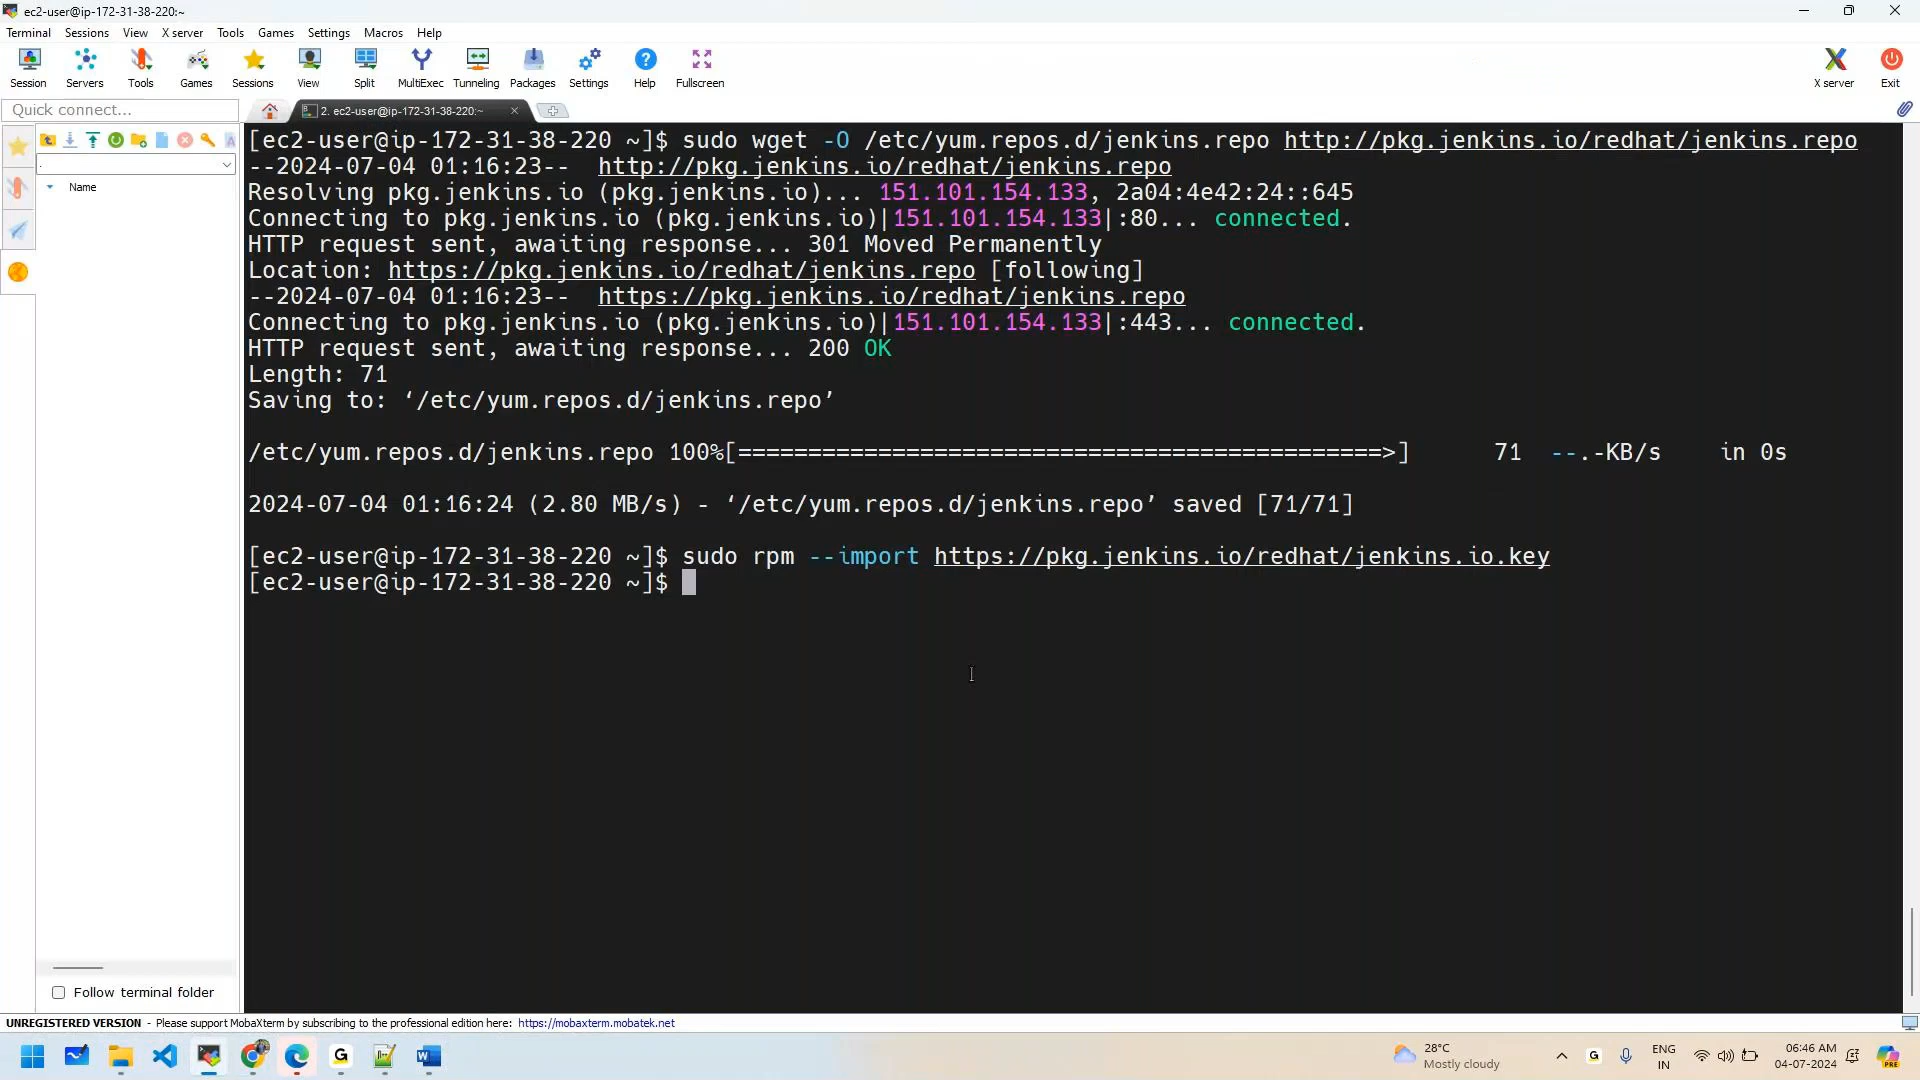 ec2-user@ip-172-31-38-220:~
Terminal Sessions View X server Tools Games Settings Macros Help
Session Servers Tools Games Sessions View Split MultiExec Tunneling Packages Settings Help Fullscreen X server Exit
Quick connect...
2. ec2-user@ip-172-31-38-220:~
Name
[ec2-user@ip-172-31-38-220 ~]$ sudo wget -O /etc/yum.repos.d/jenkins.repo http://pkg.jenkins.io/redhat/jenkins.repo
--2024-07-04 01:16:23-- http://pkg.jenkins.io/redhat/jenkins.repo
Resolving pkg.jenkins.io (pkg.jenkins.io)... 151.101.154.133, 2a04:4e42:24::645
Connecting to pkg.jenkins.io (pkg.jenkins.io)|151.101.154.133|:80... connected.
HTTP request sent, awaiting response... 301 Moved Permanently
Location: https://pkg.jenkins.io/redhat/jenkins.repo [following]
--2024-07-04 01:16:23-- https://pkg.jenkins.io/redhat/jenkins.repo
Connecting to pkg.jenkins.io (pkg.jenkins.io)|151.101.154.133|:443... connected.
HTTP request sent, awaiting response... 200 OK
Length: 71
Saving to: ‘/etc/yum.repos.d/jenkins.repo’
/etc/yum.repos.d/jenkins.repo 100%[==============================================>] 71 --.-KB/s in 0s
2024-07-04 01:16:24 (2.80 MB/s) - ‘/etc/yum.repos.d/jenkins.repo’ saved [71/71]
[ec2-user@ip-172-31-38-220 ~]$ sudo rpm --import https://pkg.jenkins.io/redhat/jenkins.io.key
[ec2-user@ip-172-31-38-220 ~]$
Follow terminal folder
UNREGISTERED VERSION - Please support MobaXterm by subscribing to the professional edition here: https://mobaxterm.mobatek.net
28°C
Mostly cloudy
ENG
IN
06:46 AM
04-07-2024